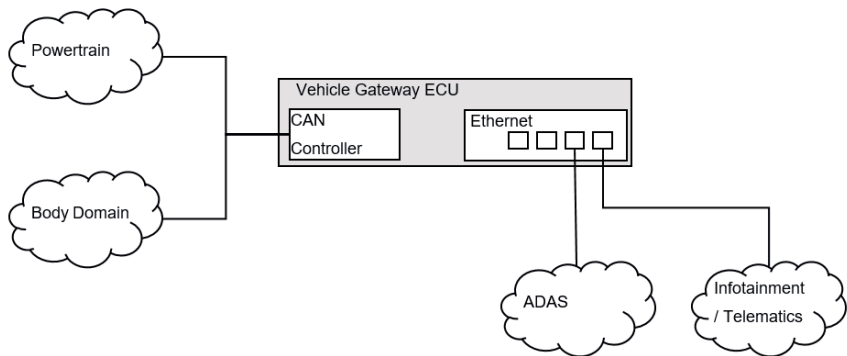 Powertrain
Vehicle Gateway ECU
CAN
Controller
Ethernet
Body Domain
ADAS
Infotainment
/ Telematics